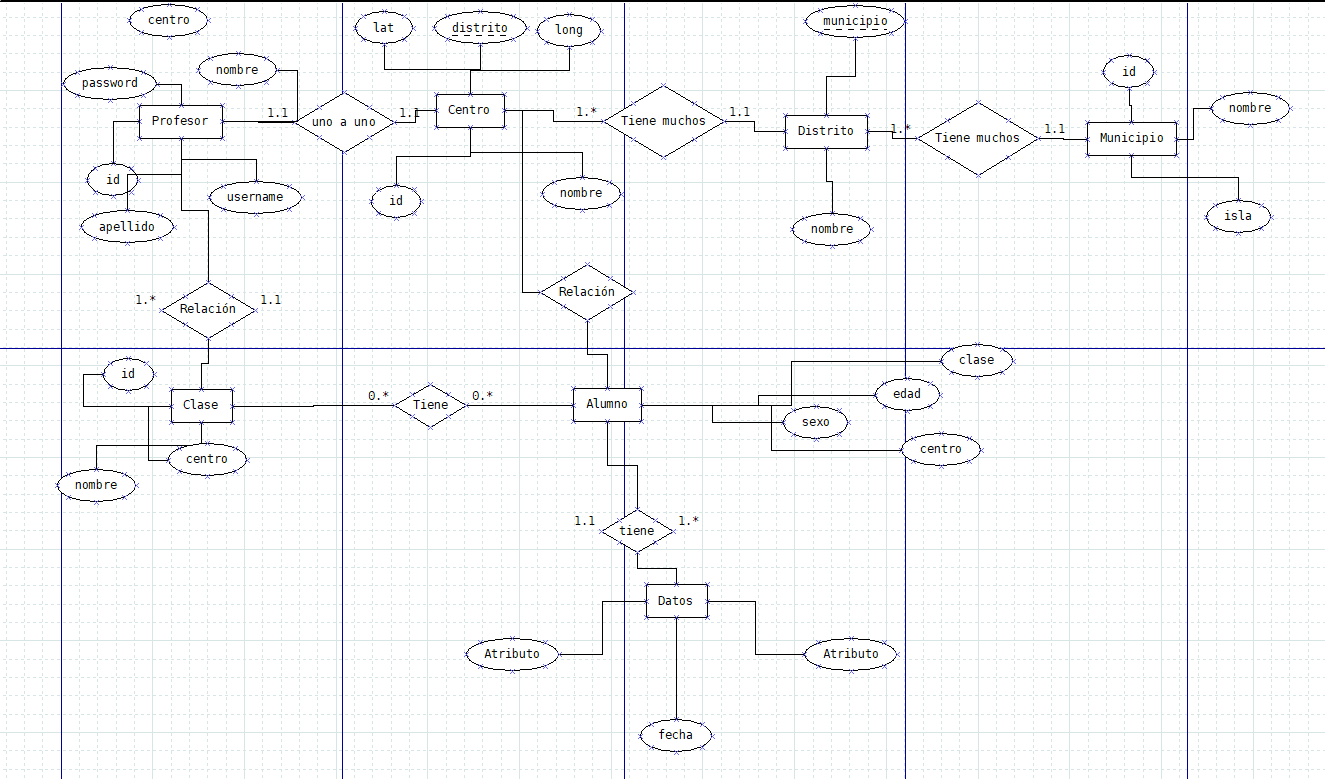 centro
lat
distrito
long
municipio
nombre
password
id
nombre
1.1
uno a uno
1.1
Centro
1.*
Tiene muchos
1.1
Distrito
1.*
Tiene muchos
1.1
Municipio
Profesor
id
username
apellido
id
nombre
nombre
isla
1.*
Relación
1.1
Relación
id
clase
Clase
0.*
Tiene
0.*
Alumno
edad
sexo
centro
centro
nombre
1.1
tiene
1.*
Datos
Atributo
Atributo
fecha